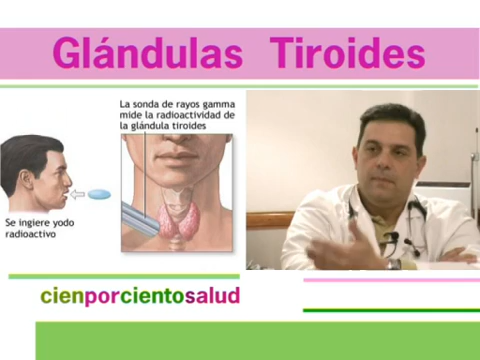 Glándulas Tiroides
La sonda de rayos gamma
mide la radioactividad de
la glándula tiroides
Se ingiere yodo
radioactivo
cienporcientosalud